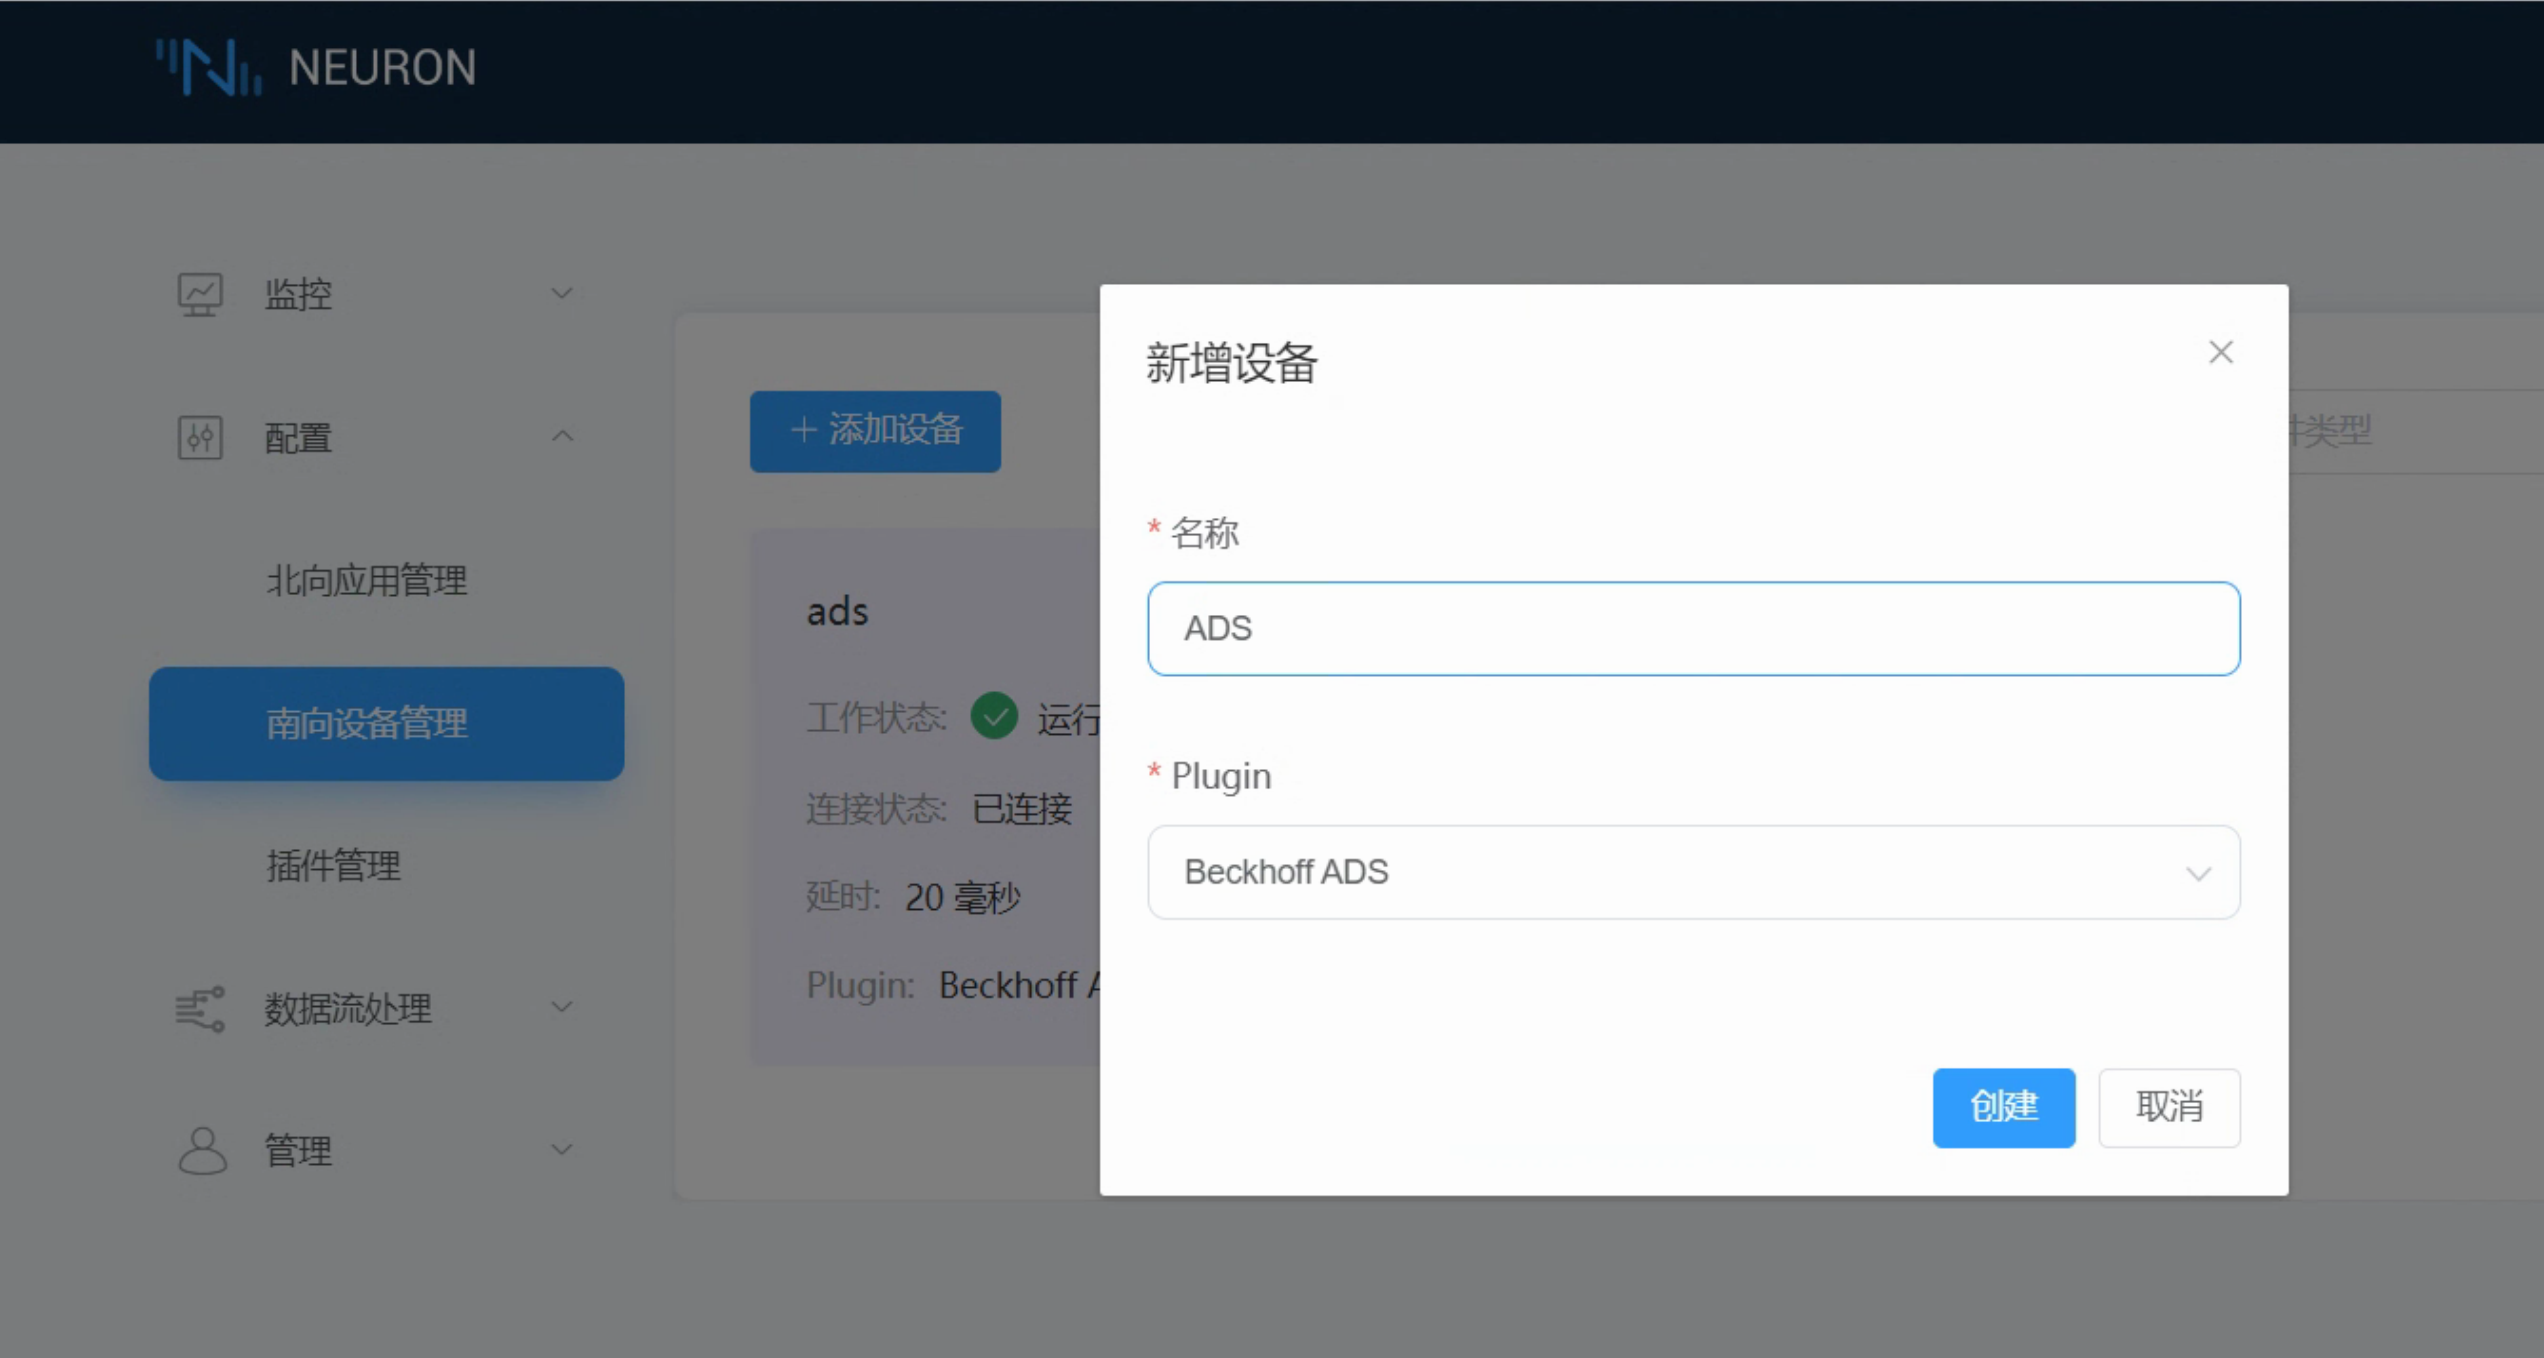 NEURON
监控
配置
北向应用管理
南向设备管理
插件管理
数据流处理
管理
+ 添加设备
ads
工作状态: 运行
连接状态: 已连接
延时: 20 毫秒
Plugin: Beckhoff A
新增设备
* 名称
ADS
* Plugin
Beckhoff ADS
创建 取消
类型